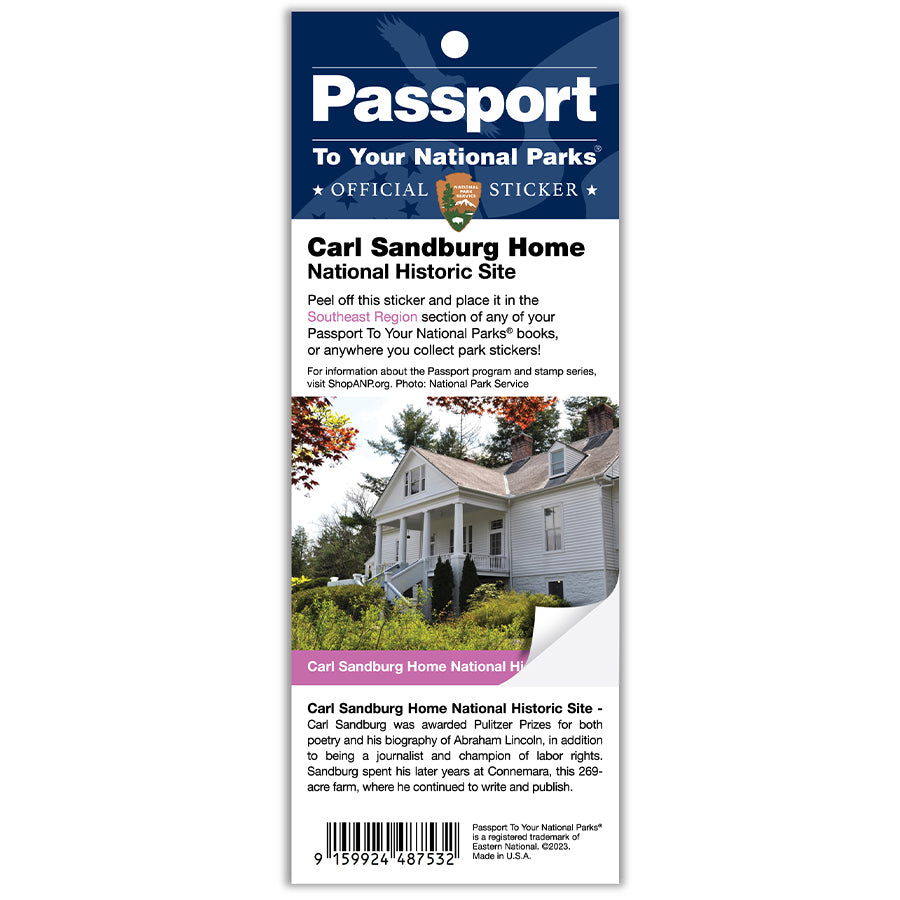 Passport
To Your National Parks®
★ OFFICIAL NATIONAL PARK SERVICE STICKER ★
Carl Sandburg Home
National Historic Site
Peel off this sticker and place it in the
Southeast Region section of any of your
Passport To Your National Parks® books,
or anywhere you collect park stickers!
For information about the Passport program and stamp series,
visit ShopANP.org. Photo: National Park Service
Carl Sandburg Home National Hi
Carl Sandburg Home National Historic Site -
Carl Sandburg was awarded Pulitzer Prizes for both
poetry and his biography of Abraham Lincoln, in addition
to being a journalist and champion of labor rights.
Sandburg spent his later years at Connemara, this 269-
acre farm, where he continued to write and publish.
9 159924 487532
Passport To Your National Parks®
is a registered trademark of
Eastern National. ©2023.
Made in U.S.A.